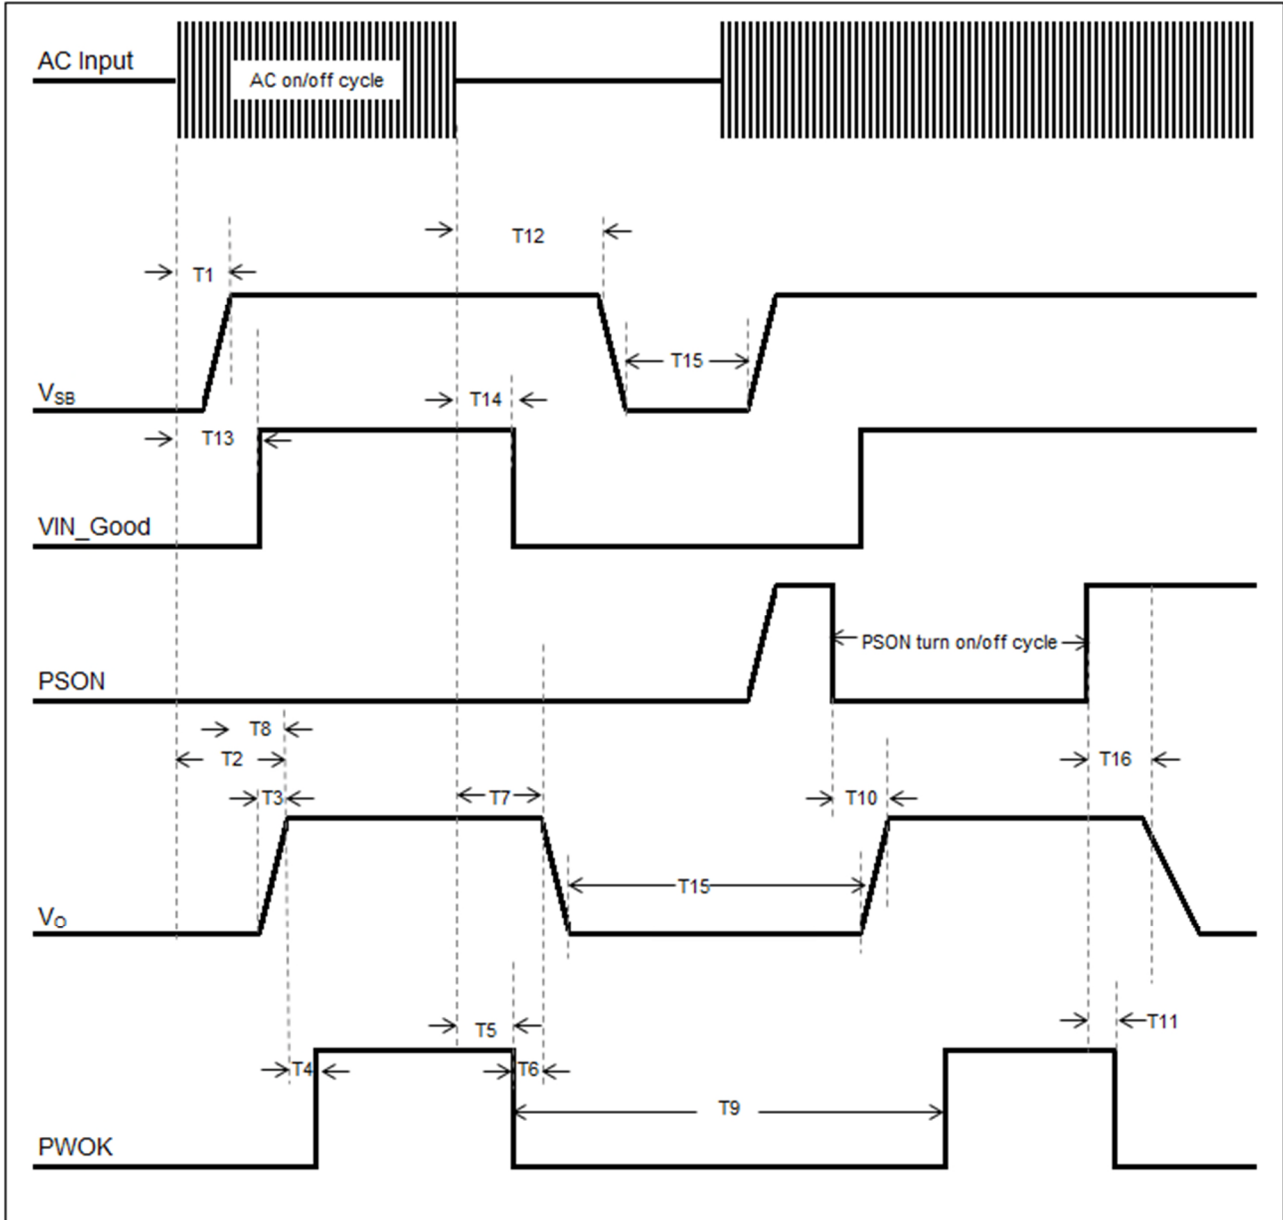 AC Input
AC on/off cycle
T12
T1
T15
VSB
T14
T13
VIN_Good
PSON turn on/off cycle
PSON
T8
T2
T16
T3
T7
T10
T15
VO
T5
T11
T4
T6
T9
PWOK